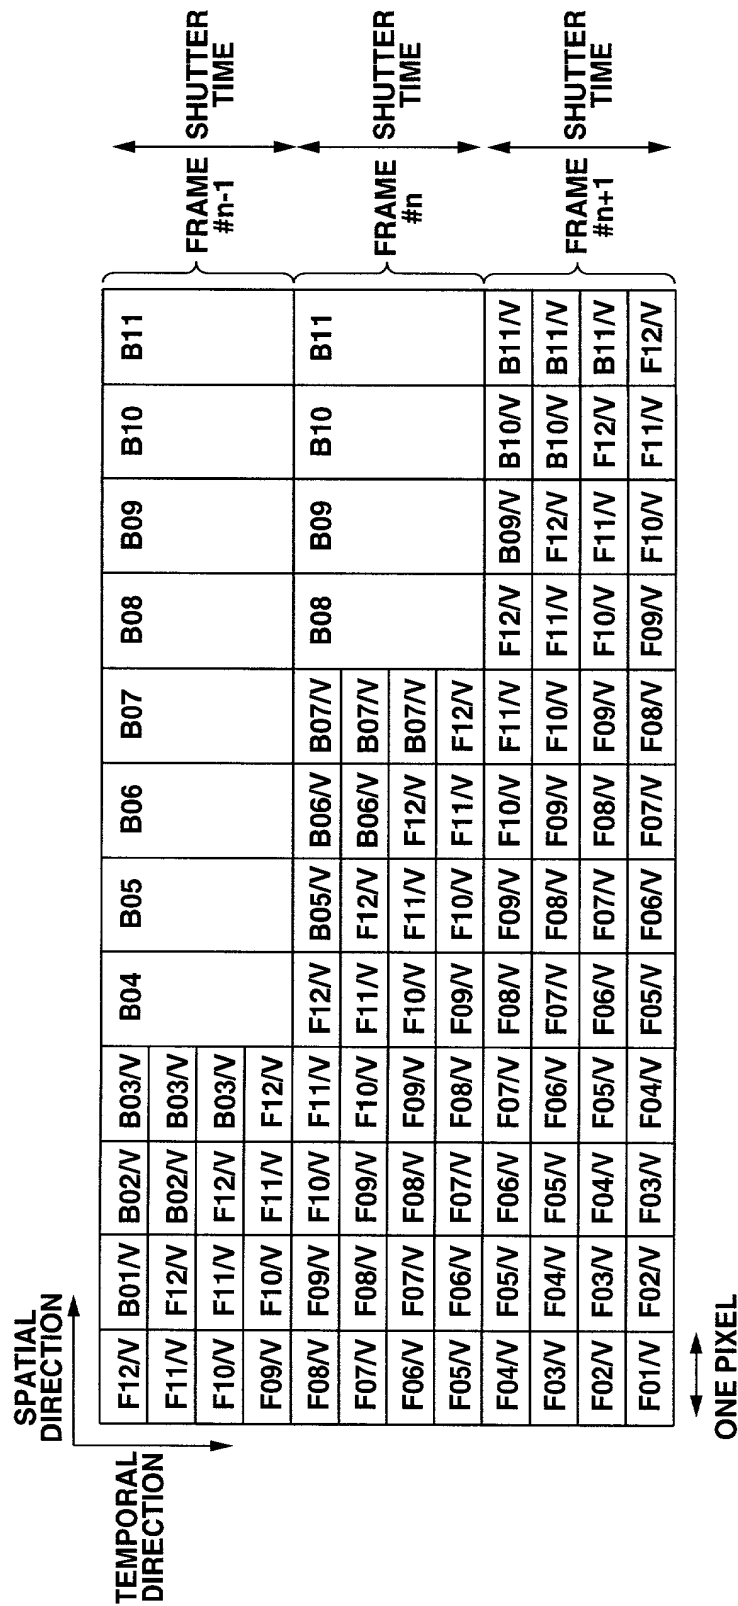 SPATIAL
DIRECTION
TEMPORAL
DIRECTION
F12/V B01/V B02/V B03/V B04 B05 B06 B07 B08 B09 B10 B11
F11/V F12/V B02/V B03/V
F10/V F11/V F12/V B03/V
F09/V F10/V F11/V F12/V
FRAME #n-1
SHUTTER TIME
F08/V F09/V F10/V F11/V F12/V B05/V B06/V B07/V B08 B09 B10 B11
F07/V F08/V F09/V F10/V F11/V F12/V B06/V B07/V
F06/V F07/V F08/V F09/V F10/V F11/V F12/V B07/V
F05/V F06/V F07/V F08/V F09/V F10/V F11/V F12/V
FRAME #n
SHUTTER TIME
F04/V F05/V F06/V F07/V F08/V F09/V F10/V F11/V F12/V B09/V B10/V B11/V
F03/V F04/V F05/V F06/V F07/V F08/V F09/V F10/V F11/V F12/V B10/V B11/V
F02/V F03/V F04/V F05/V F06/V F07/V F08/V F09/V F10/V F11/V F12/V B11/V
F01/V F02/V F03/V F04/V F05/V F06/V F07/V F08/V F09/V F10/V F11/V F12/V
FRAME #n+1
SHUTTER TIME
ONE PIXEL